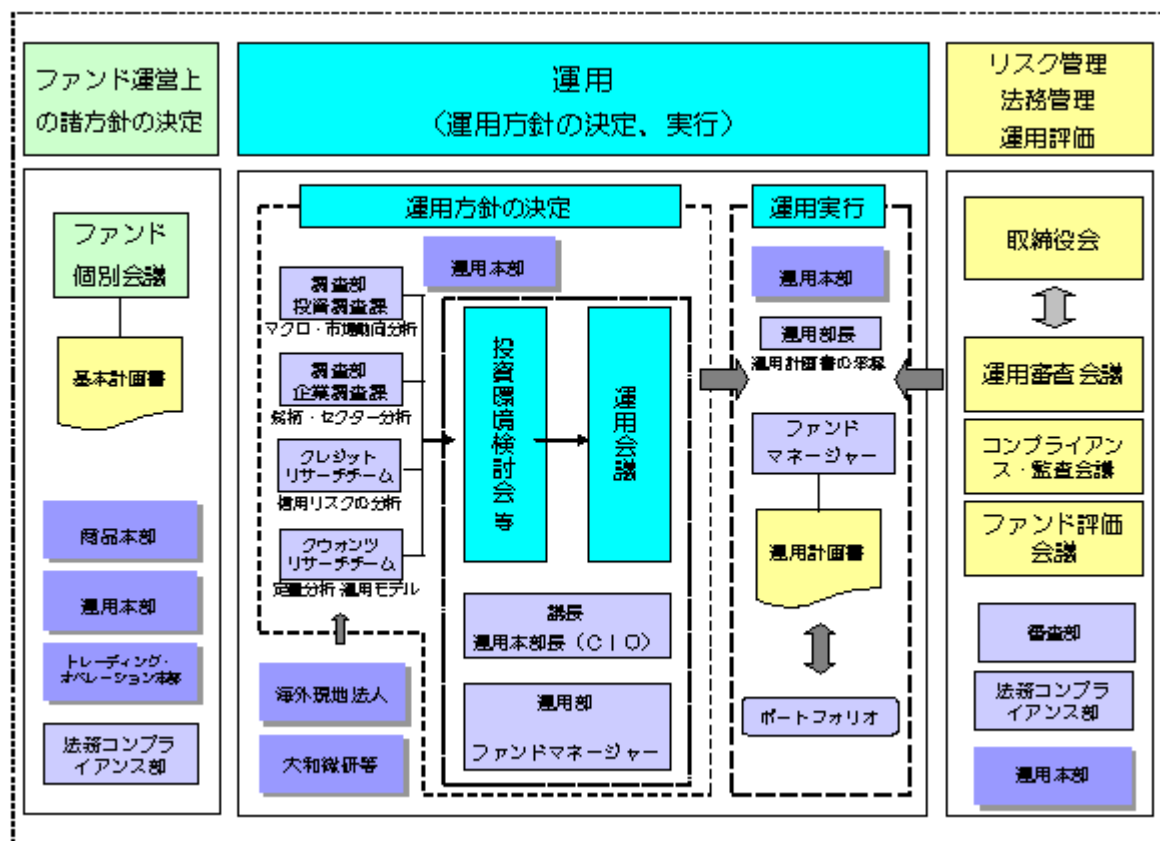 ファンド運営上
の諸方針の決定
運用
（運用方針の決定、実行）
リスク管理
法務管理
運用評価
ファンド
個別会議
基本計画書
商品本部
運用本部
トレーディング・
オペレーション本部
法務コンプラ
イアンス部
運用方針の決定
運用本部
調査部
投資調査課
マクロ・市場動向分析
調査部
企業調査課
銘柄・セクター分析
クレジット
リサーチチーム
信用リスクの分析
クウォンツ
リサーチチーム
定量分析 運用モデル
海外現地法人
大和総研等
投資環境検討会 等
運用会議
議長
運用本部長（ＣＩＯ）
運用部
ファンドマネージャー
運用実行
運用本部
運用部長
運用計画書の承認
ファンド
マネージャー
運用計画書
ポートフォリオ
取締役会
運用審査会議
コンプライアン
ス・監査会議
ファンド評価
会議
審査部
法務コンプラ
イアンス部
運用本部